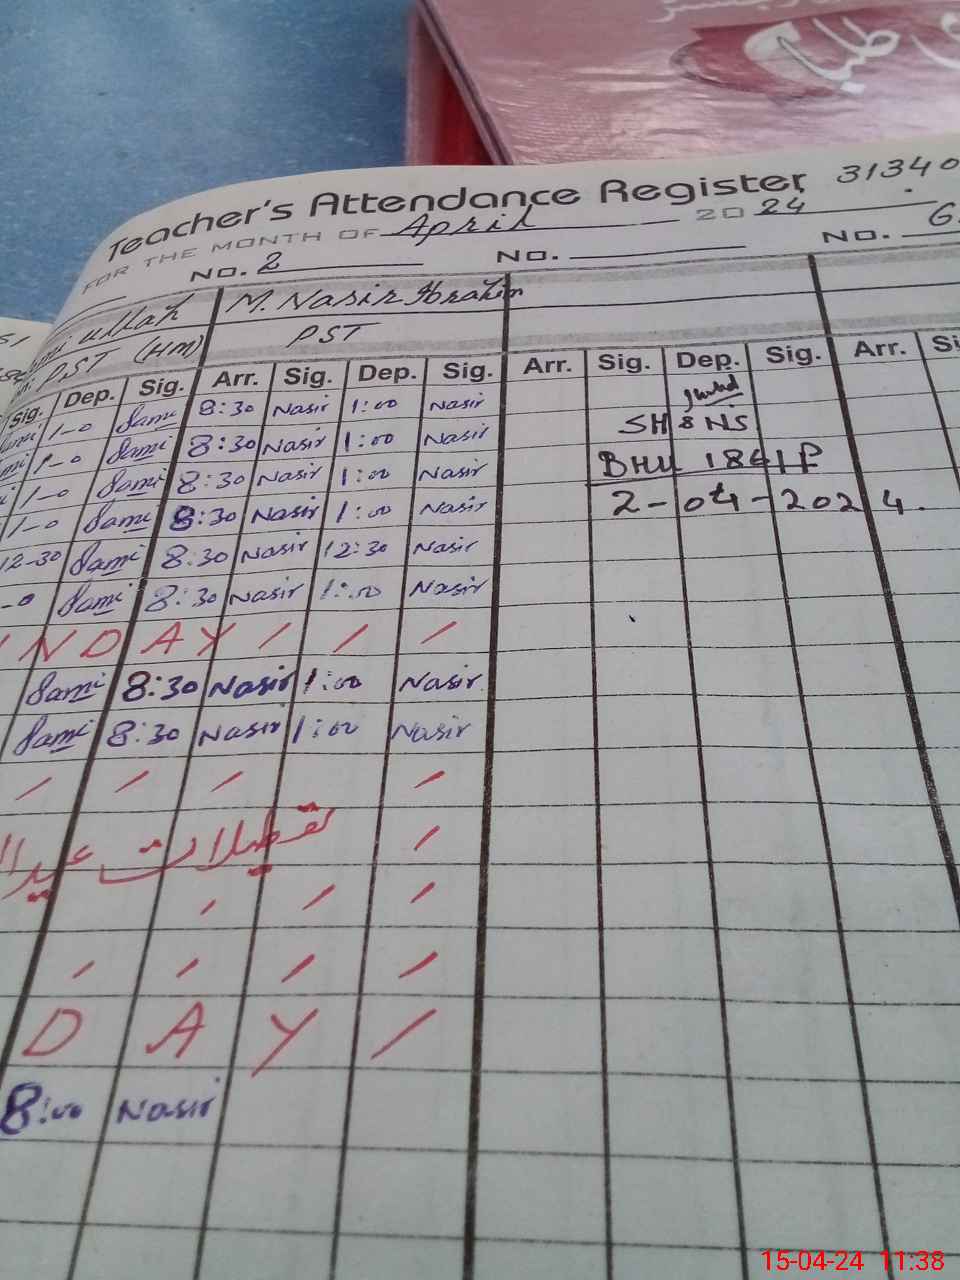 طلبا
Teacher's Attendance Register 31340
FOR THE MONTH OF April 2024
No. 2 No. No. G
ullah M. Nasir Ibrahim
PST (HM) PST
Sig. Dep. Sig. Arr. Sig. Dep. Sig. Arr. Sig. Dep. Sig. Arr. Si
1-0 Sami 8:30 Nasir 1:00 Nasir
SH & NS
1-0 Sami 8:30 Nasir 1:00 Nasir
BHU 1841P
1-0 Sami 8:30 Nasir 1:00 Nasir
2-04-2024.
1-0 Sami 8:30 Nasir 1:00 Nasir
12-30 Sami 8:30 Nasir 12:30 Nasir
-0 Sami 8:30 Nasir 1:00 Nasir
N D A Y / / /
Sami 8:30 Nasir 1:00 Nasir
Sami 8:30 Nasir 1:00 Nasir
/ / / /
تعطیلات عید ال /
/ / /
/ / / /
D A Y /
8:00 Nasir
15-04-24 11:38